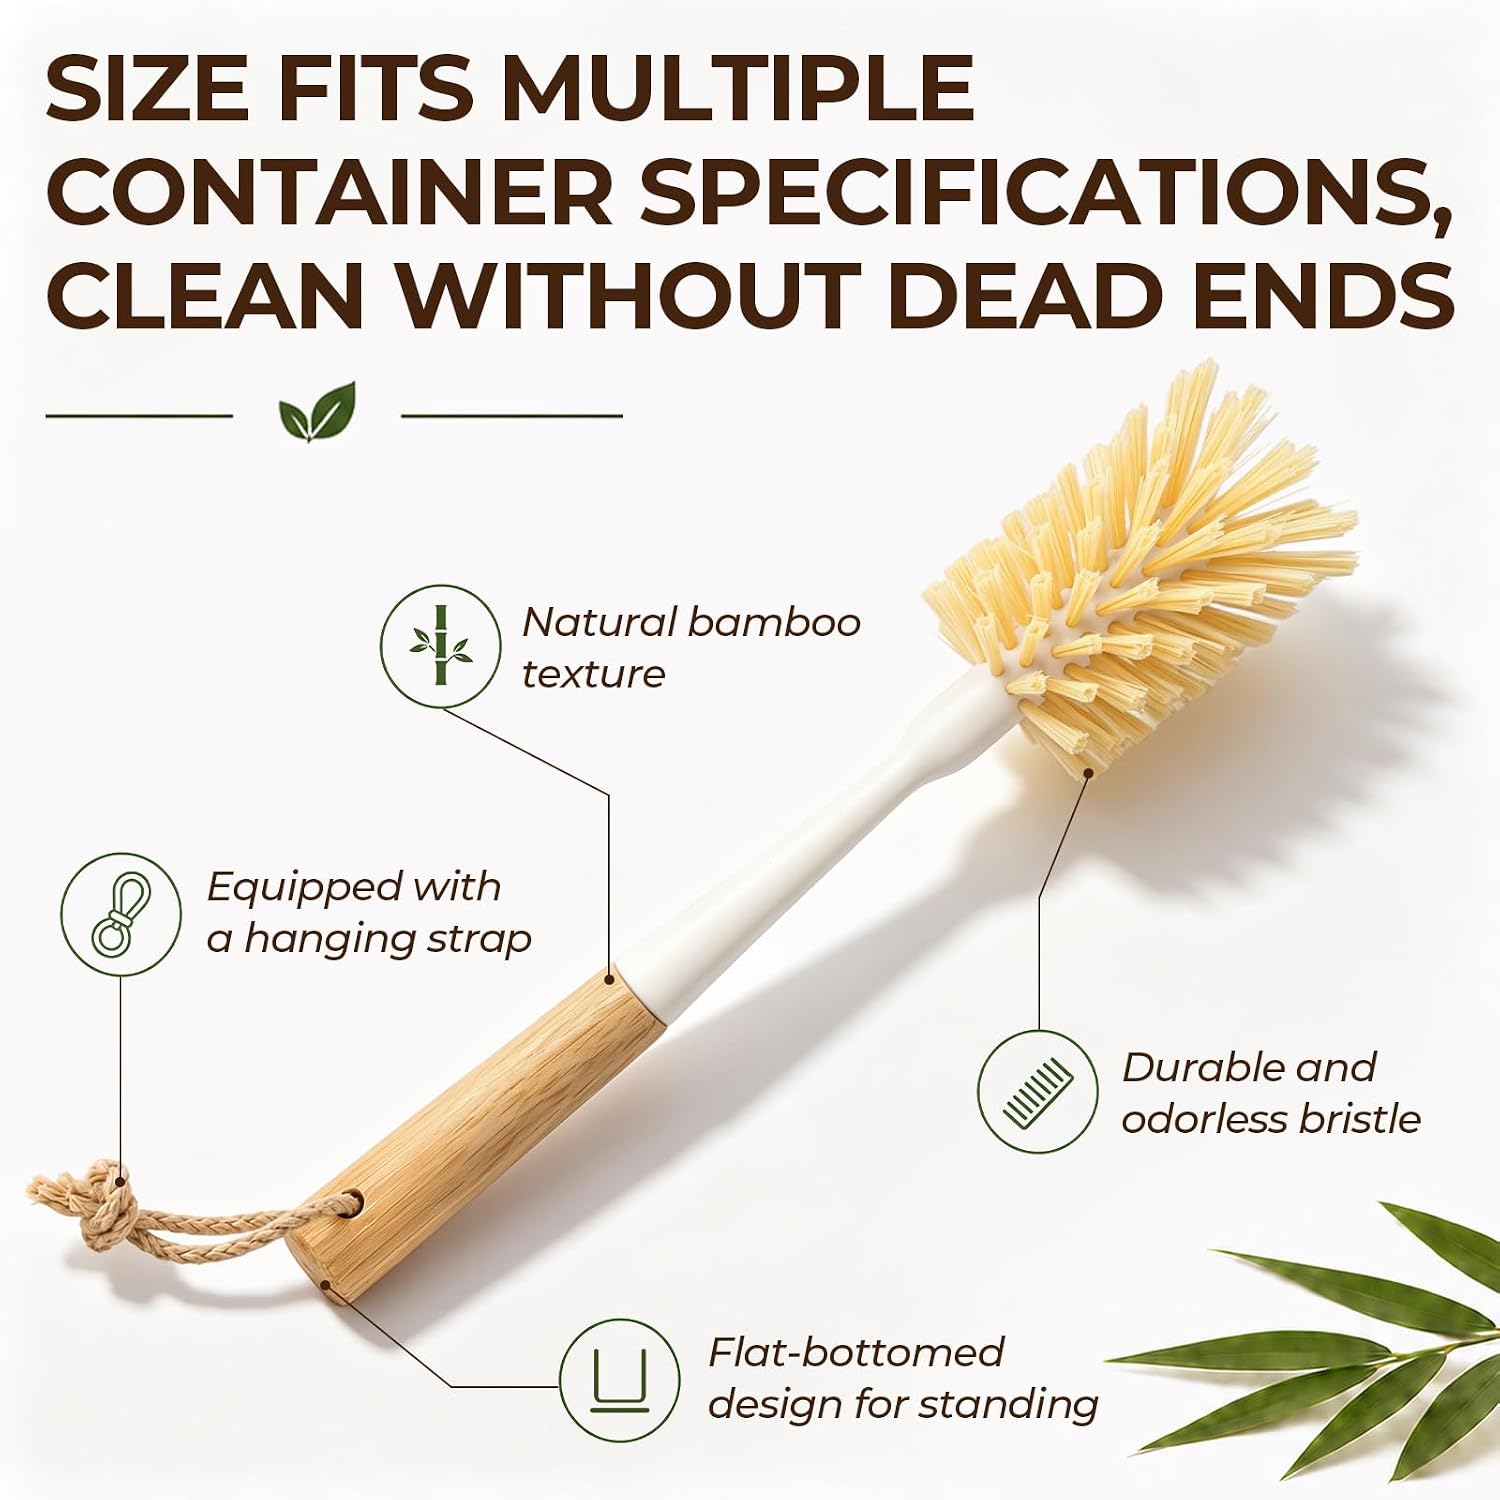 SIZE FITS MULTIPLE
CONTAINER SPECIFICATIONS,
CLEAN WITHOUT DEAD ENDS
Natural bamboo
texture
Equipped with
a hanging strap
Durable and
odorless bristle
Flat-bottomed
design for standing